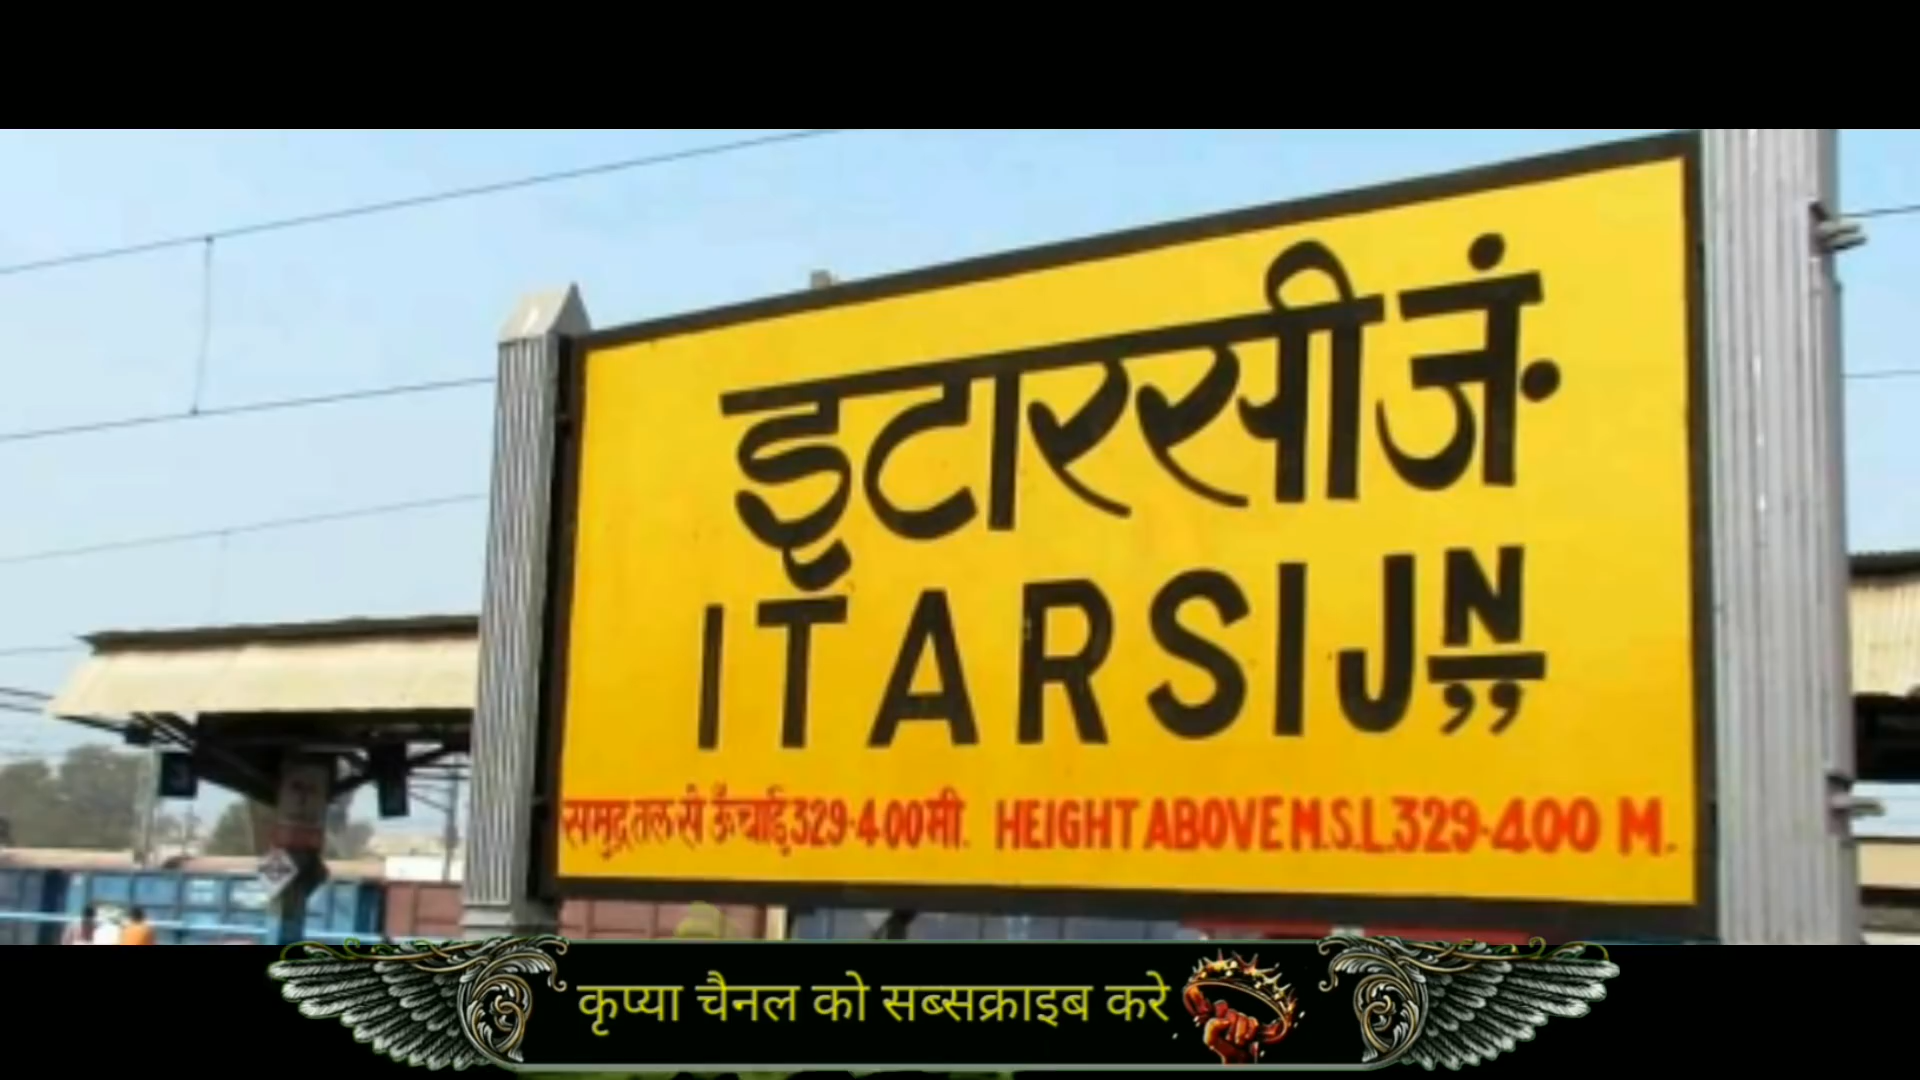 इटारसी जं.
ITARSI JN
समुद्र तल से ऊँचाई 329.400 मी. HEIGHT ABOVE M.S.L. 329.400 M.
कृप्या चैनल को सब्सक्राइब करे